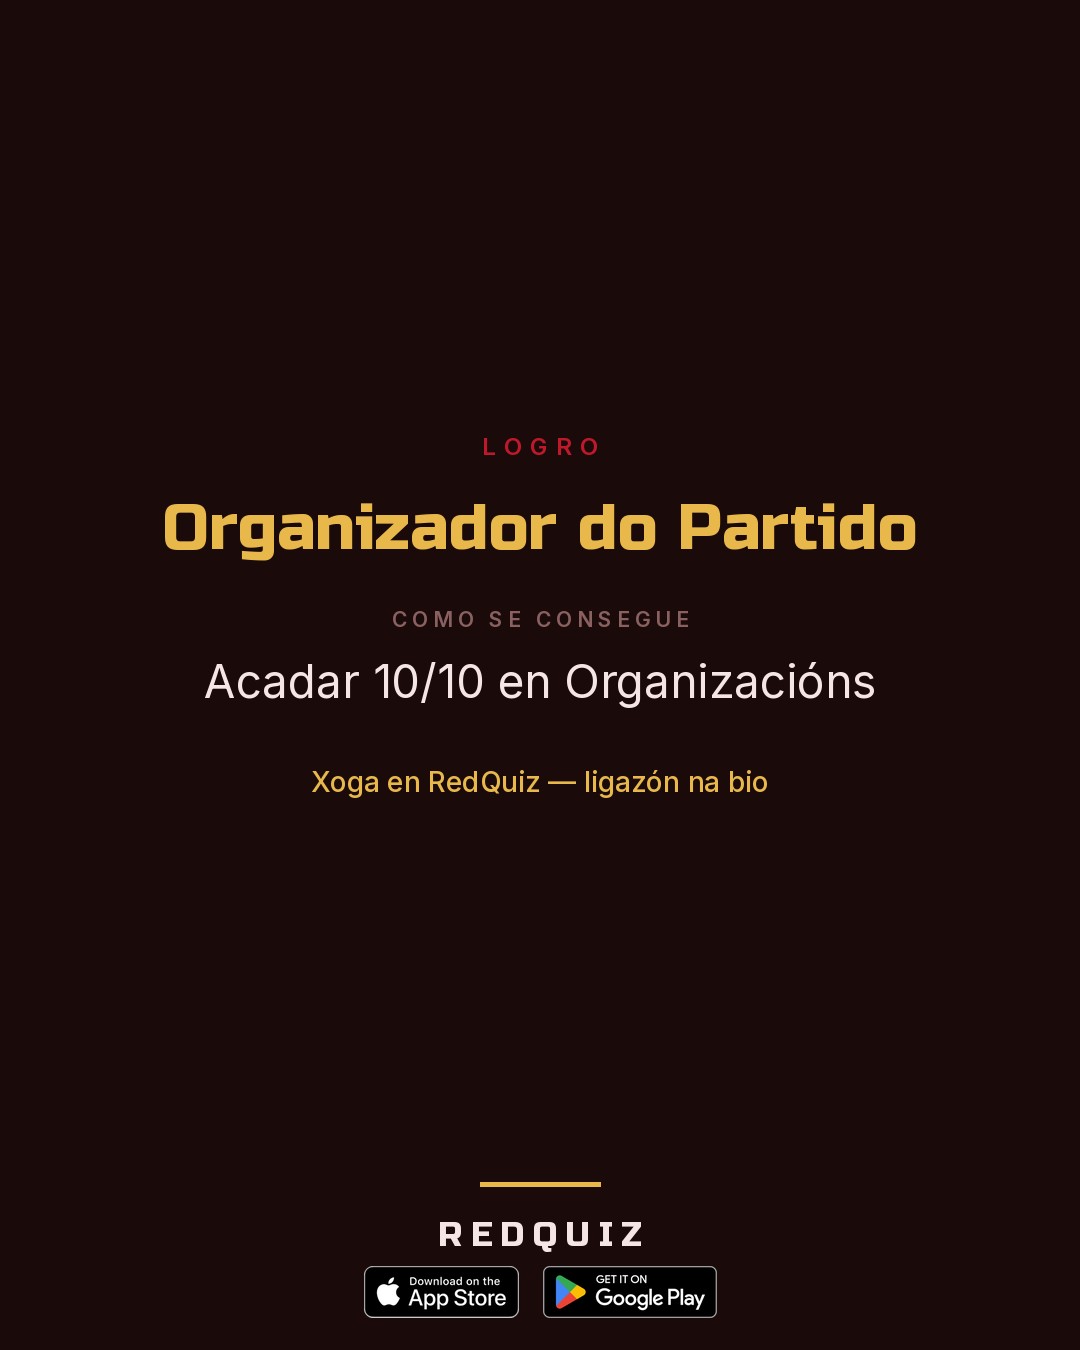 LOGRO
Organizador do Partido
COMO SE CONSEGUE
Acadar 10/10 en Organizacións
Xoga en RedQuiz — ligazón na bio
REDQUIZ
Download on the
App Store
GET IT ON
Google Play